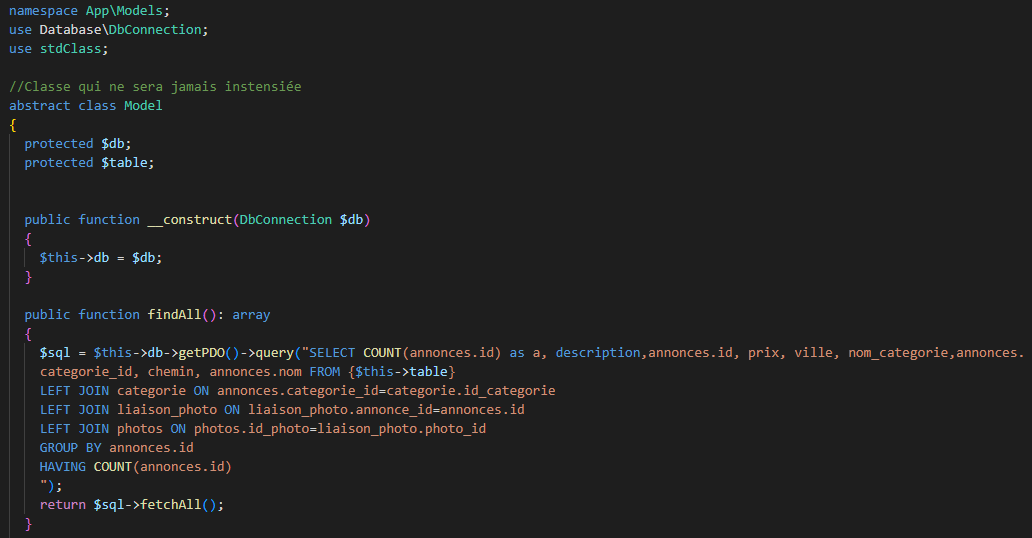 namespace App\Models;
use Database\DbConnection;
use stdClass;
//Classe qui ne sera jamais instensiée
abstract class Model
{
protected $db;
protected $table;
public function __construct(DbConnection $db)
{
$this->db = $db;
}
public function findAll(): array
{
$sql = $this->db->getPDO()->query("SELECT COUNT(annonces.id) as a, description,annonces.id, prix, ville, nom_categorie,annonces.
categorie_id, chemin, annonces.nom FROM {$this->table}
LEFT JOIN categorie ON annonces.categorie_id=categorie.id_categorie
LEFT JOIN liaison_photo ON liaison_photo.annonce_id=annonces.id
LEFT JOIN photos ON photos.id_photo=liaison_photo.photo_id
GROUP BY annonces.id
HAVING COUNT(annonces.id)
");
return $sql->fetchAll();
}